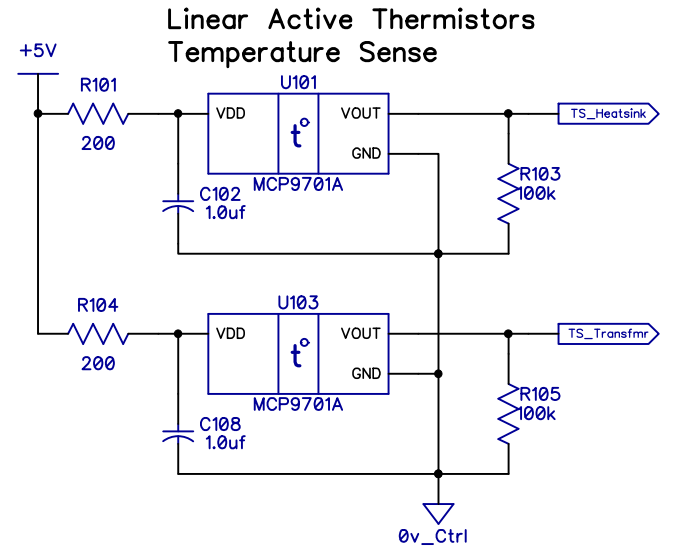 Linear Active Thermistors
Temperature Sense
+5V
R101
200
U101
VDD
t°
VOUT
GND
MCP9701A
TS_Heatsink
C102
1.0uf
R103
100k
R104
200
U103
VDD
t°
VOUT
GND
MCP9701A
TS_Transfmr
C108
1.0uf
R105
100k
0v_Ctrl